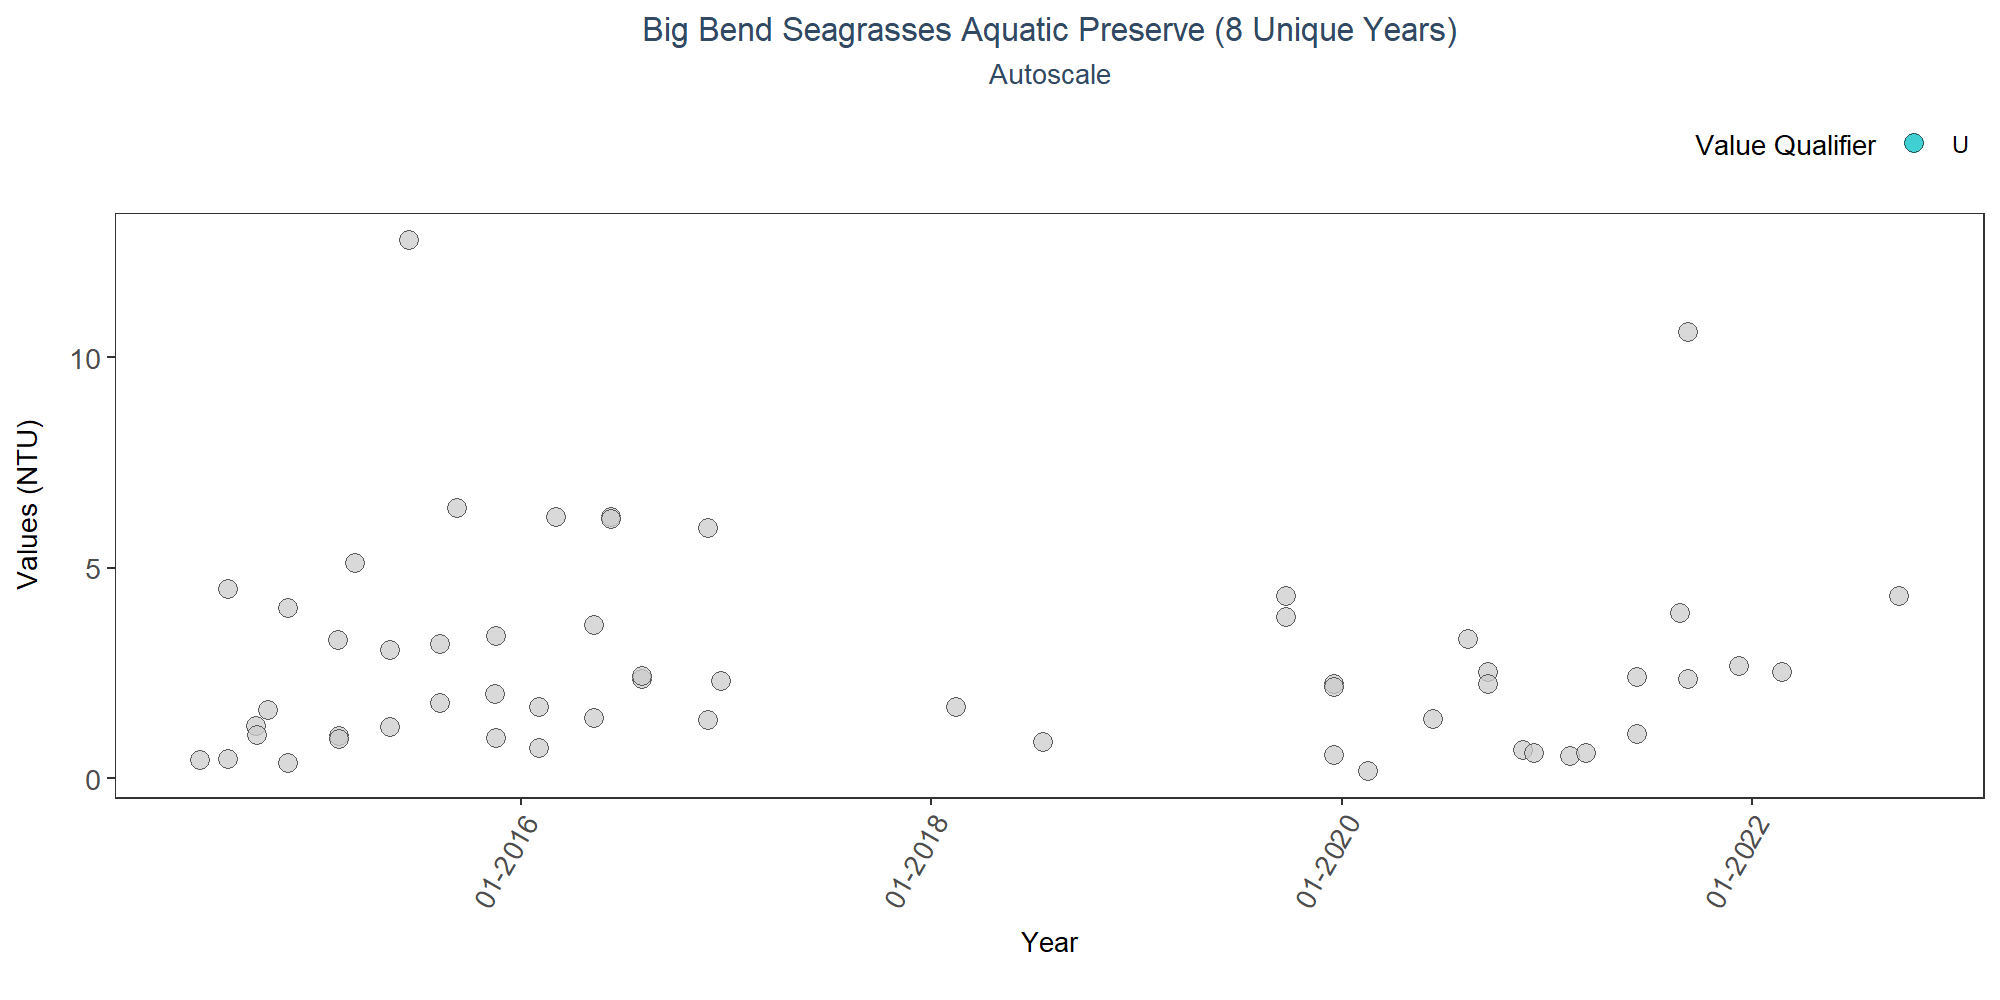 Big Bend Seagrasses Aquatic Preserve (8 Unique Years)
Autoscale
Value Qualifier U
Values (NTU)
10
5
0
01-2016
01-2018
01-2020
01-2022
Year